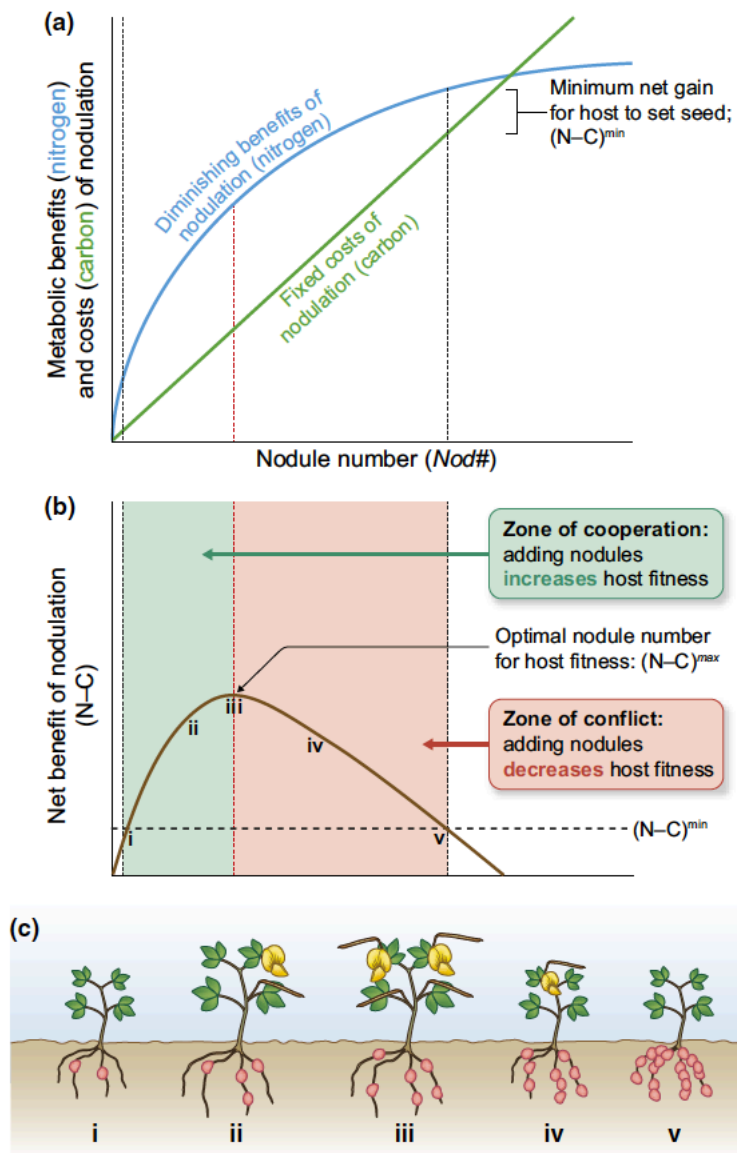 (a)
Metabolic benefits (nitrogen)
and costs (carbon) of nodulation
Diminishing benefits of
nodulation (nitrogen)
Fixed costs of
nodulation (carbon)
Minimum net gain
for host to set seed;
(N–C)min
Nodule number (Nod#)
(b)
Net benefit of nodulation
(N–C)
Zone of cooperation:
adding nodules
increases host fitness
Optimal nodule number
for host fitness: (N–C)max
Zone of conflict:
adding nodules
decreases host fitness
i
ii
iii
iv
v
(N–C)min
(c)
i
ii
iii
iv
v